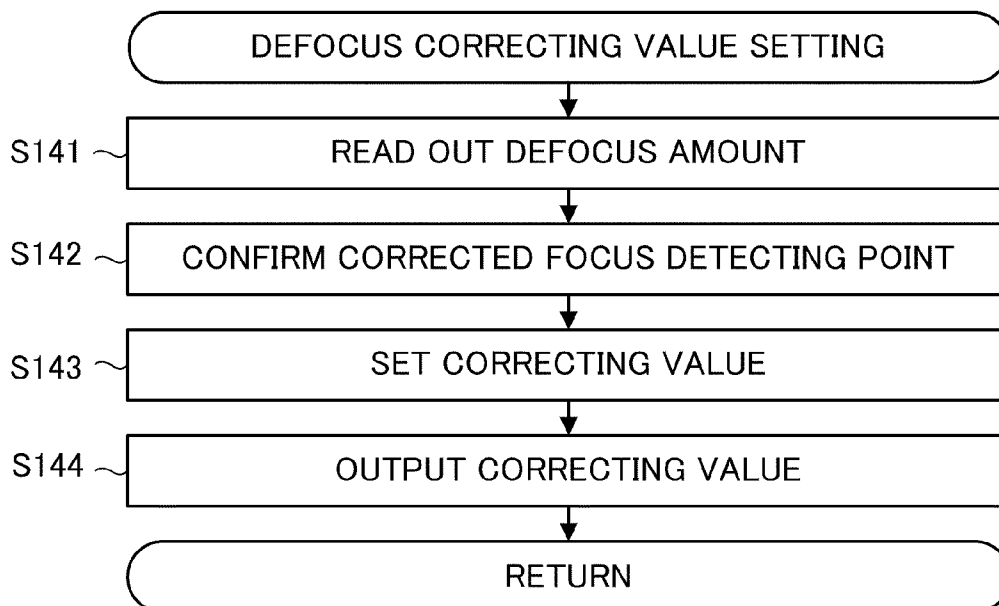 DEFOCUS CORRECTING VALUE SETTING
S141 READ OUT DEFOCUS AMOUNT
S142 CONFIRM CORRECTED FOCUS DETECTING POINT
S143 SET CORRECTING VALUE
S144 OUTPUT CORRECTING VALUE
RETURN